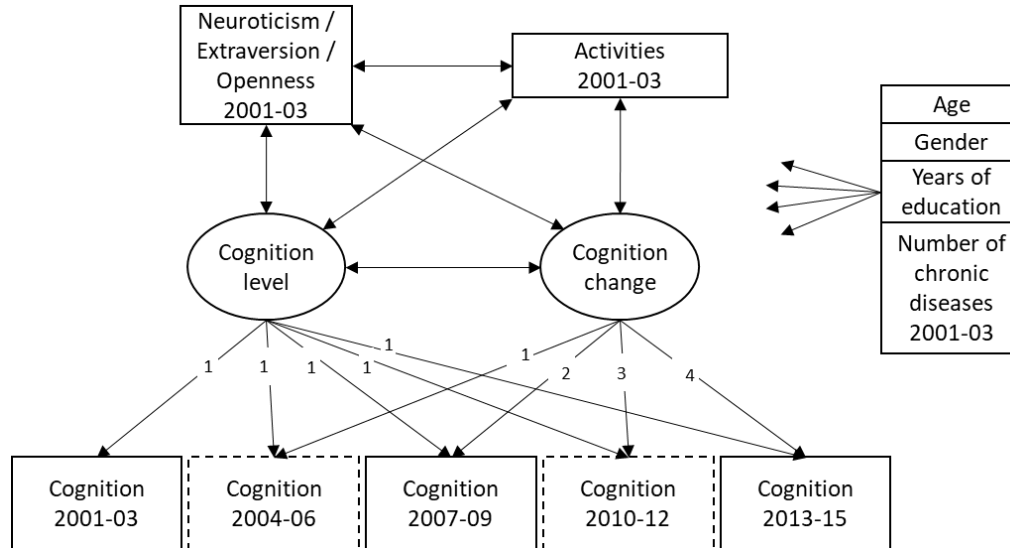 Neuroticism /
Extraversion /
Openness
2001-03
Activities
2001-03
Age
Gender
Years of
education
Number of
chronic
diseases
2001-03
Cognition
level
Cognition
change
1
1
1
1
1
1
2
3
4
Cognition
2001-03
Cognition
2004-06
Cognition
2007-09
Cognition
2010-12
Cognition
2013-15